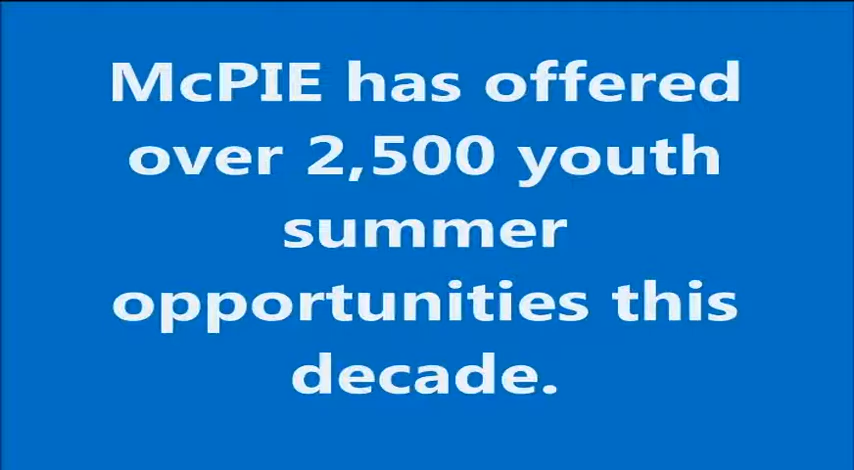 McPIE has offered
over 2,500 youth
summer
opportunities this
decade.